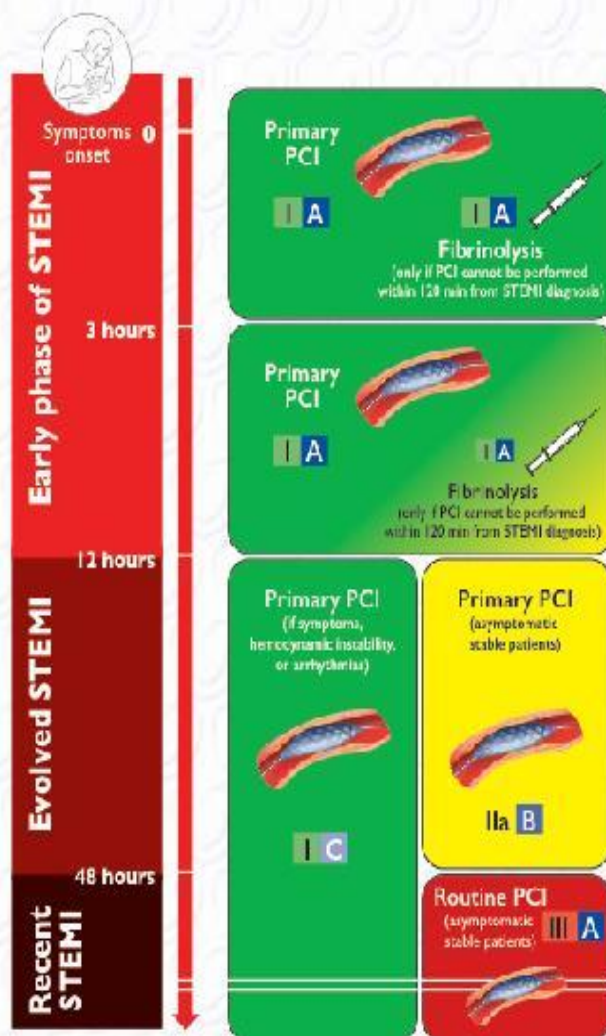 Early phase of STEMI
Evolved STEMI
Recent
STEMI
Symptoms 0
onset
3 hours
12 hours
48 hours
Primary
PCI
I A
I A
Fibrinolysis
(only if PCI cannot be performed
within 120 min from STEMI diagnosis)
Primary
PCI
I A
I A
Fibrinolysis
(only if PCI cannot be performed
within 120 min from STEMI diagnosis)
Primary PCI
(if symptoms,
hemodynamic instability,
or arrhythmias)
I C
Primary PCI
(asymptomatic
stable patients)
IIa B
Routine PCI
(asymptomatic
stable patients)
III A